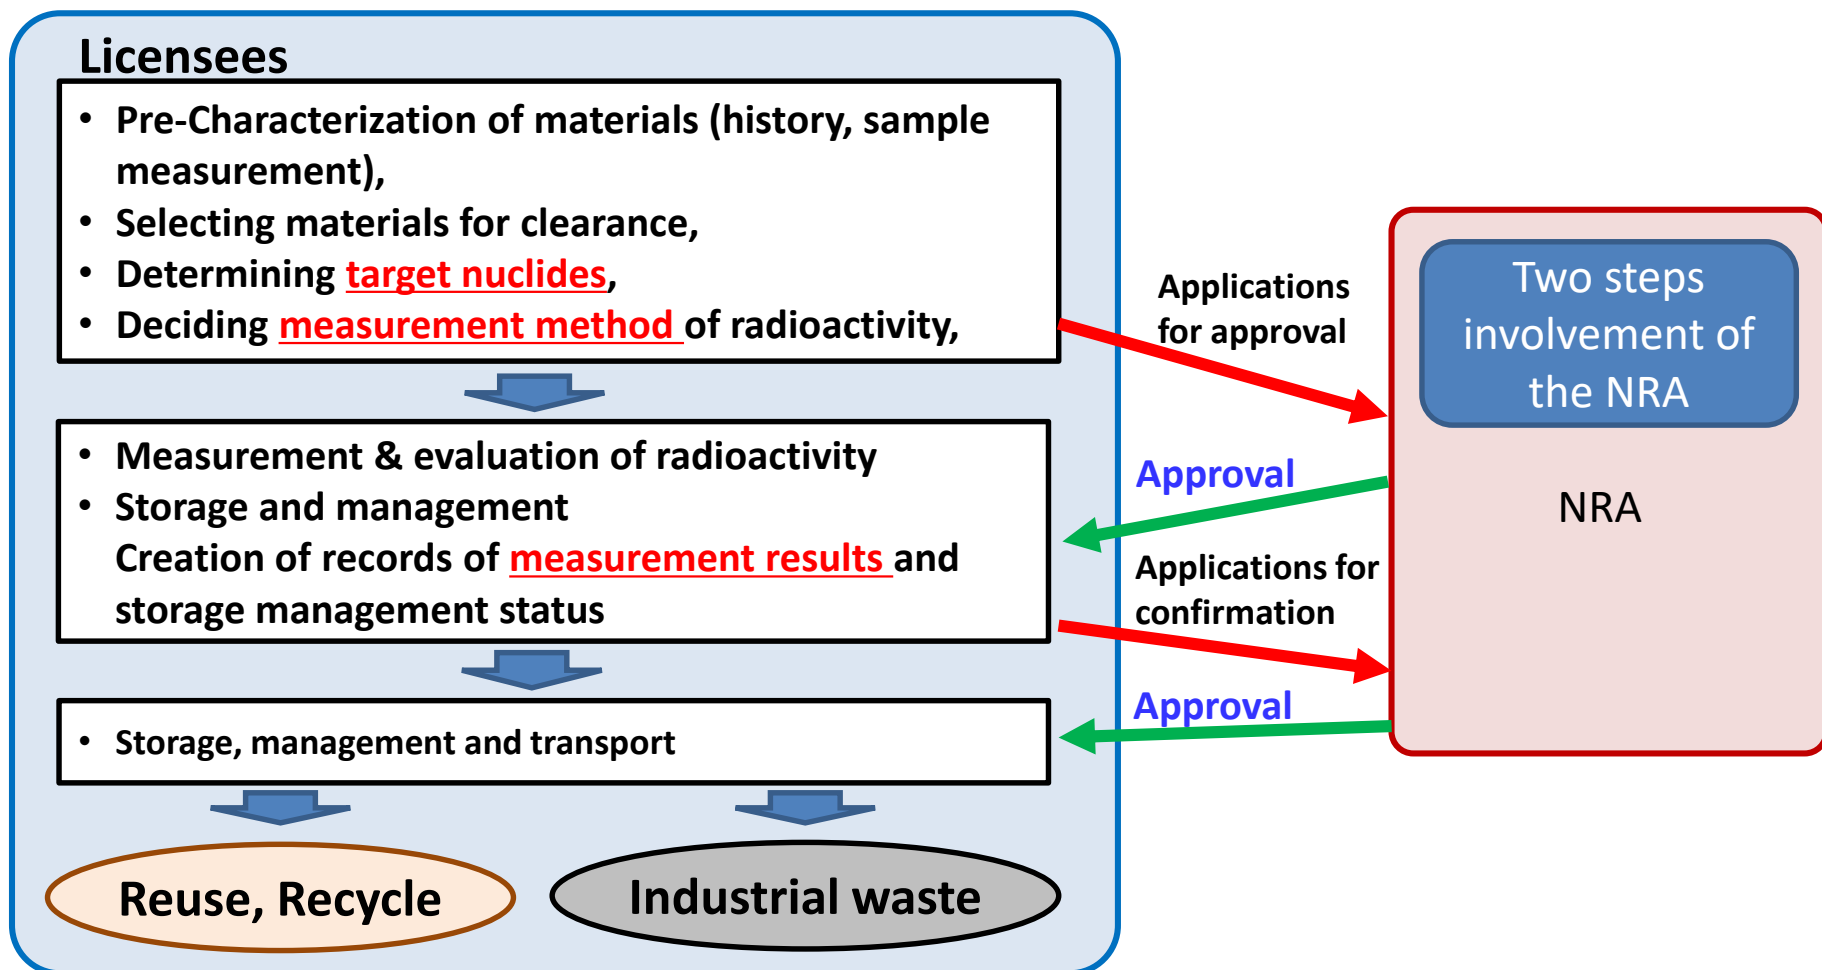 Licensees
• Pre-Characterization of materials (history, sample
measurement),
• Selecting materials for clearance,
• Determining target nuclides,
• Deciding measurement method of radioactivity,
• Measurement & evaluation of radioactivity
• Storage and management
Creation of records of measurement results and
storage management status
• Storage, management and transport
Reuse, Recycle
Industrial waste
Applications
for approval
Approval
Applications for
confirmation
Approval
Two steps
involvement of
the NRA
NRA